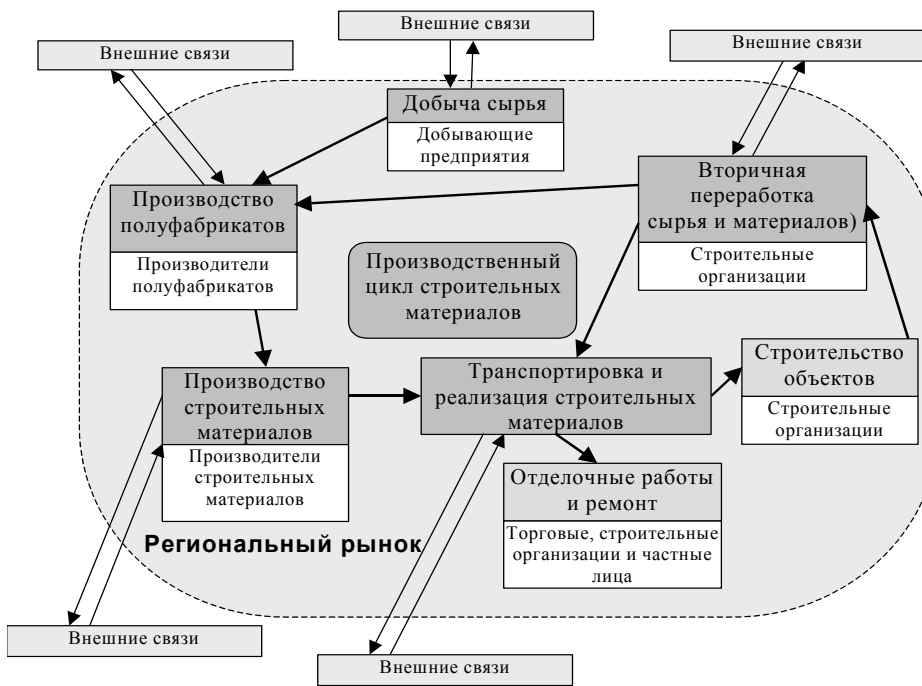 Внешние связи
Внешние связи
Внешние связи
Добыча сырья
Добывающие
предприятия
Вторичная
переработка
сырья и материалов)
Строительные
организации
Производство
полуфабрикатов
Производители
полуфабрикатов
Производственный
цикл строительных
материалов
Производство
строительных
материалов
Производители
строительных
материалов
Транспортировка и
реализация строительных
материалов
Строительство
объектов
Строительные
организации
Отделочные работы
и ремонт
Торговые, строительные
организации и частные
лица
Региональный рынок
Внешние связи
Внешние связи